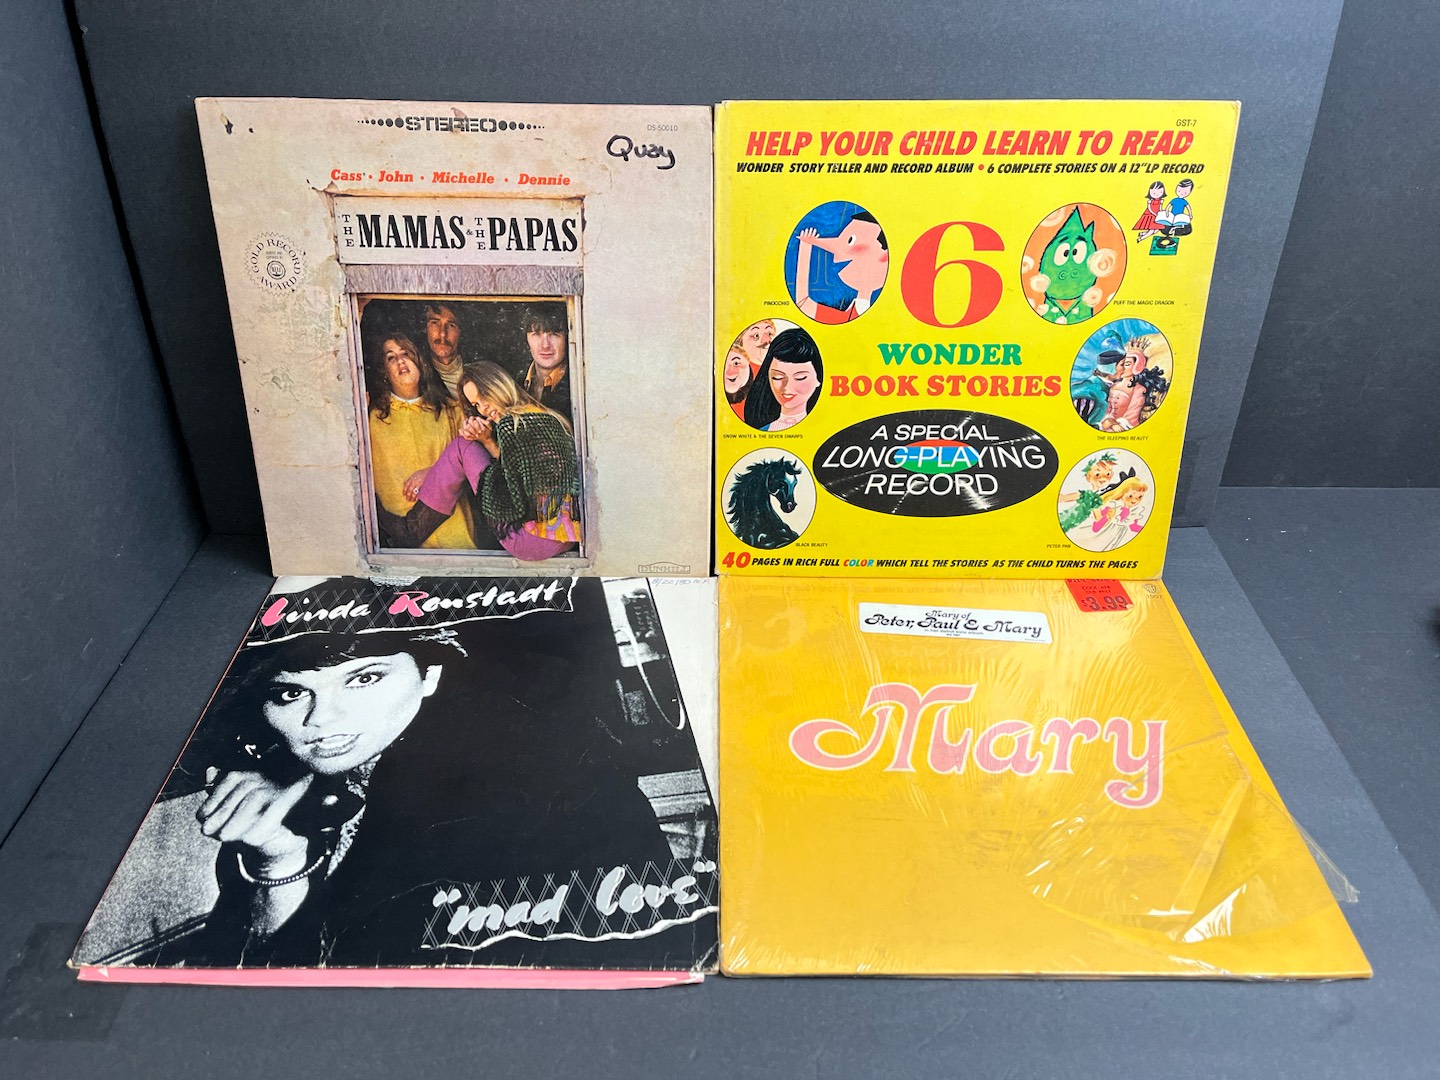 STEREO
DS 50010
Quay
Cass • John • Michelle • Dennie
THE MAMAS & THE PAPAS
GOLD RECORD AWARD
DUNHILL
GST-7
HELP YOUR CHILD LEARN TO READ
WONDER STORY TELLER AND RECORD ALBUM • 6 COMPLETE STORIES ON A 12" LP RECORD
6
PINOCCHIO
PUFF THE MAGIC DRAGON
WONDER
BOOK STORIES
SNOW WHITE & THE SEVEN DWARFS
THE SLEEPING BEAUTY
A SPECIAL
LONG-PLAYING
RECORD
BLACK BEAUTY
PETER PAN
40 PAGES IN RICH FULL COLOR WHICH TELL THE STORIES AS THE CHILD TURNS THE PAGES
Linda Ronstadt
"mad love"
$3.99
Mary of
Peter, Paul & Mary
Mary